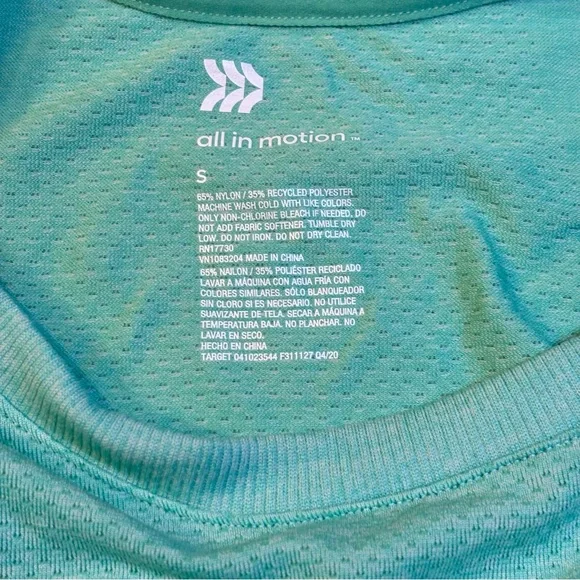 all in motion ™
S
65% NYLON / 35% RECYCLED POLYESTER
MACHINE WASH COLD WITH LIKE COLORS.
ONLY NON-CHLORINE BLEACH IF NEEDED. DO
NOT ADD FABRIC SOFTENER. TUMBLE DRY
LOW. DO NOT IRON. DO NOT DRY CLEAN.
RN17730
VN1083204 MADE IN CHINA
65% NAILON / 35% POLIÉSTER RECICLADO
LAVAR A MÁQUINA CON AGUA FRÍA CON
COLORES SIMILARES. SÓLO BLANQUEADOR
SIN CLORO SI ES NECESARIO. NO UTILICE
SUAVIZANTE DE TELA. SECAR A MÁQUINA A
TEMPERATURA BAJA. NO PLANCHAR. NO
LAVAR EN SECO.
HECHO EN CHINA
TARGET 041023544 F311127 Q4/20